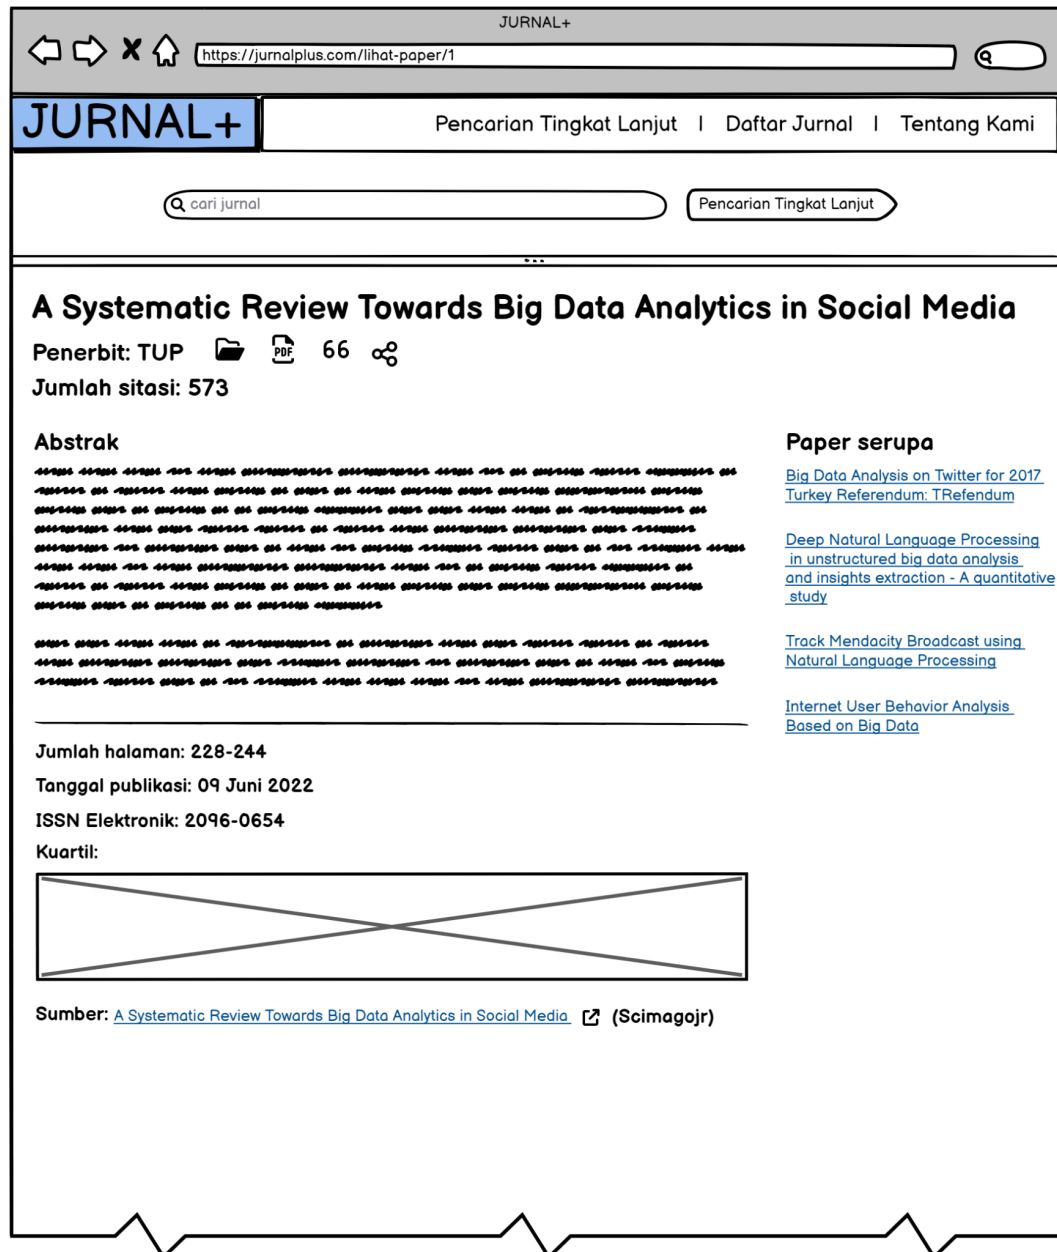 JURNAL+
https://jurnalplus.com/lihat-paper/1
JURNAL+
Pencarian Tingkat Lanjut | Daftar Jurnal | Tentang Kami
cari jurnal
Pencarian Tingkat Lanjut
A Systematic Review Towards Big Data Analytics in Social Media
Penerbit: TUP PDF 66
Jumlah sitasi: 573
Abstrak
Jumlah halaman: 228-244
Tanggal publikasi: 09 Juni 2022
ISSN Elektronik: 2096-0654
Kuartil:
Sumber: A Systematic Review Towards Big Data Analytics in Social Media (Scimagojr)
Paper serupa
Big Data Analysis on Twitter for 2017
Turkey Referendum: TRefendum
Deep Natural Language Processing
in unstructured big data analysis
and insights extraction - A quantitative
study
Track Mendacity Broadcast using
Natural Language Processing
Internet User Behavior Analysis
Based on Big Data